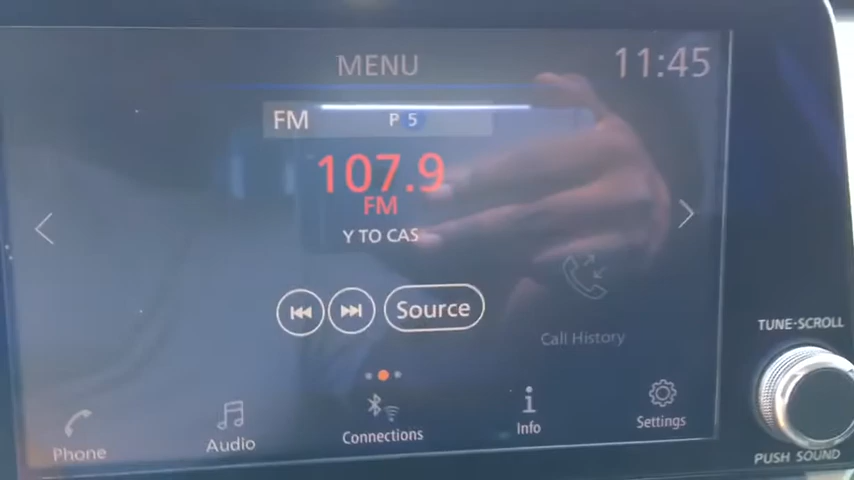 MENU
11:45
FM
P 5
107.9
FM
Y TO CAS
Source
Call History
TUNE·SCROLL
Phone
Audio
Connections
Info
Settings
PUSH SOUND